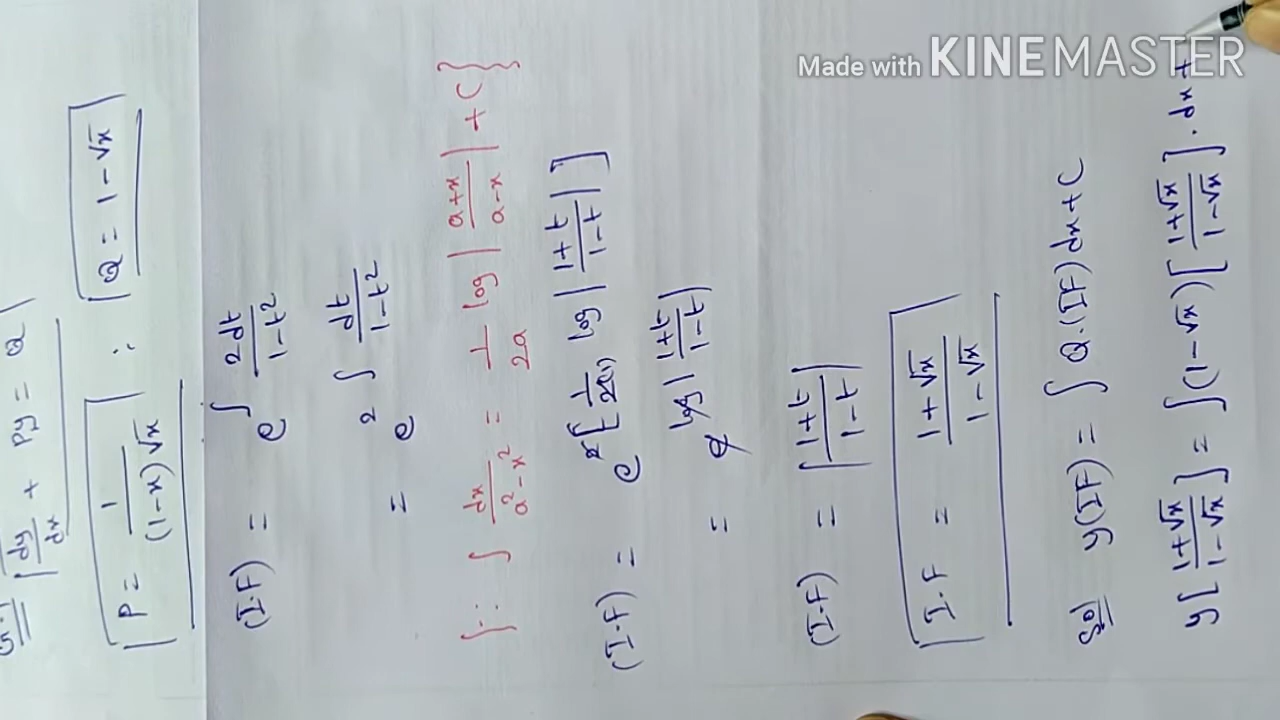 [dy/dx + Py = Q]
[P = 1/((1-x)√x)] ; [Q = 1-√x]
(I.F) = e^∫ 2dt/(1-t²)
= e^2∫ dt/(1-t²)
{∵ ∫ dx/(a²-x²) = 1/2a log |(a+x)/(a-x)| + C}
(I.F) = e^2[1/2(1) log |(1+t)/(1-t)|]
= e^log |(1+t)/(1-t)|
(I.F) = [(1+t)/(1-t)]
[I.F = (1+√x)/(1-√x)]
Sol y(IF) = ∫ Q.(IF)dx + C
y[(1+√x)/(1-√x)] = ∫(1-√x)[(1+√x)/(1-√x)].dx +
Made with KINEMASTER